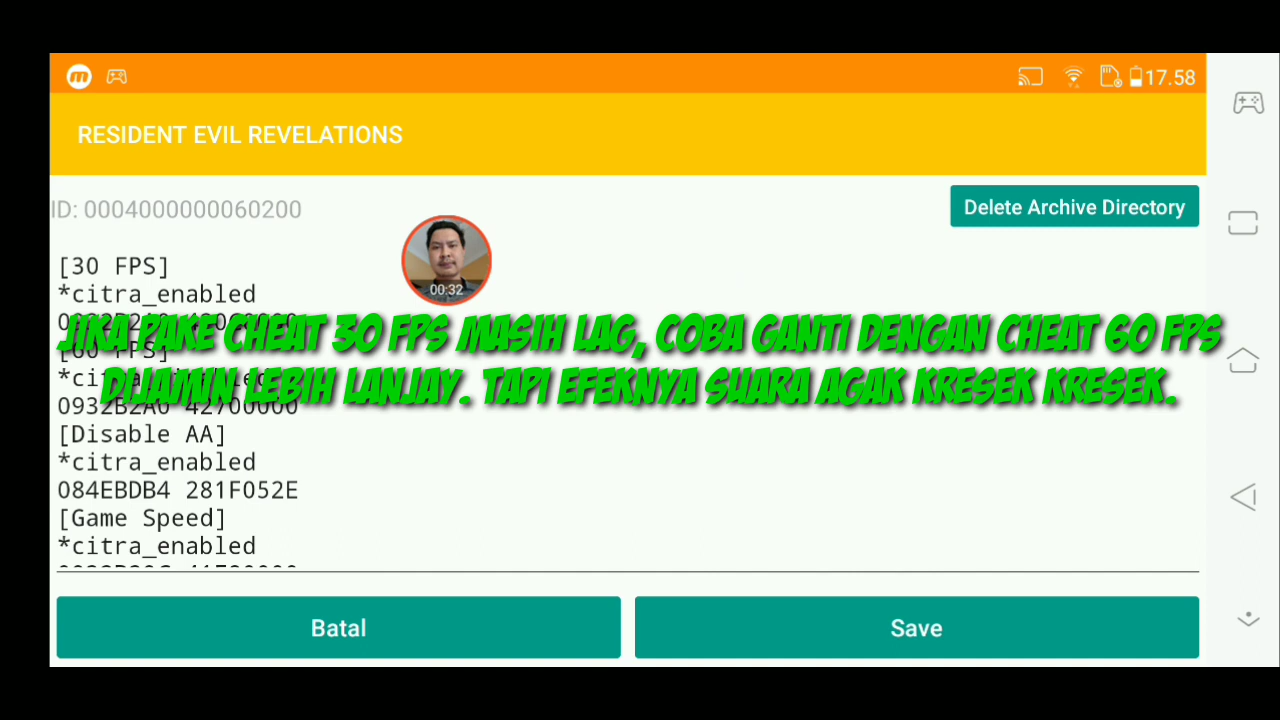 17.58
RESIDENT EVIL REVELATIONS
ID: 0004000000060200
Delete Archive Directory
00:32
[30 FPS]
*citra_enabled
JIKA PAKE CHEAT 30 FPS MASIH LAG, COBA GANTI DENGAN CHEAT 60 FPS
[60 FPS]
DIJAMIN LEBIH LANJAY. TAPI EFEKNYA SUARA AGAK KRESEK KRESEK.
0932B2A0 42700000
[Disable AA]
*citra_enabled
084EBDB4 281F052E
[Game Speed]
*citra_enabled
Batal
Save